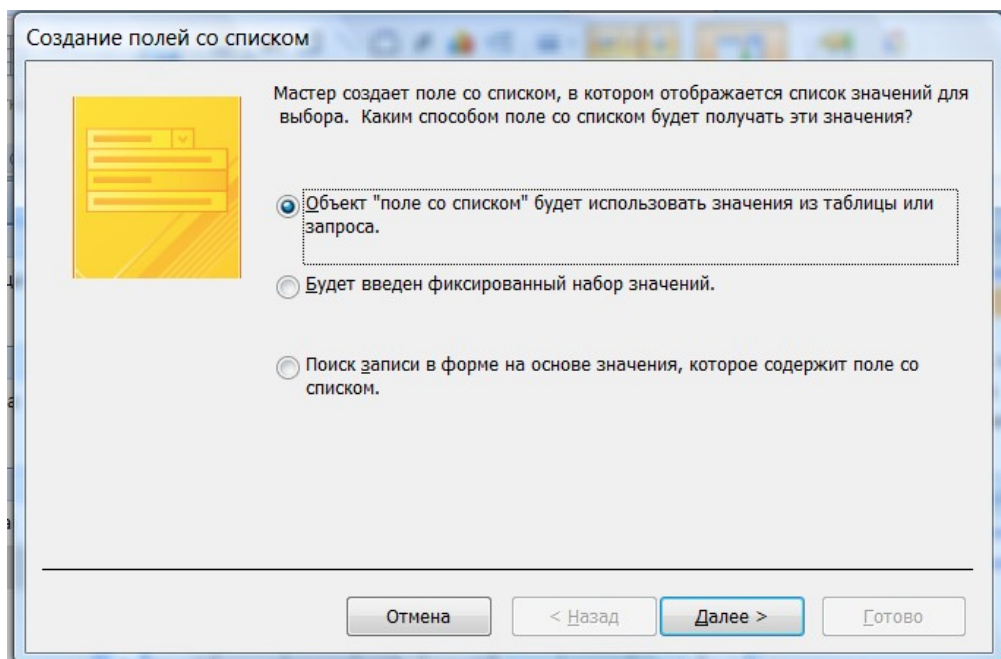 Создание полей со списком
Мастер создает поле со списком, в котором отображается список значений для
выбора. Каким способом поле со списком будет получать эти значения?
Объект "поле со списком" будет использовать значения из таблицы или
запроса.
Будет введен фиксированный набор значений.
Поиск записи в форме на основе значения, которое содержит поле со
списком.
Отмена
< Назад
Далее >
Готово